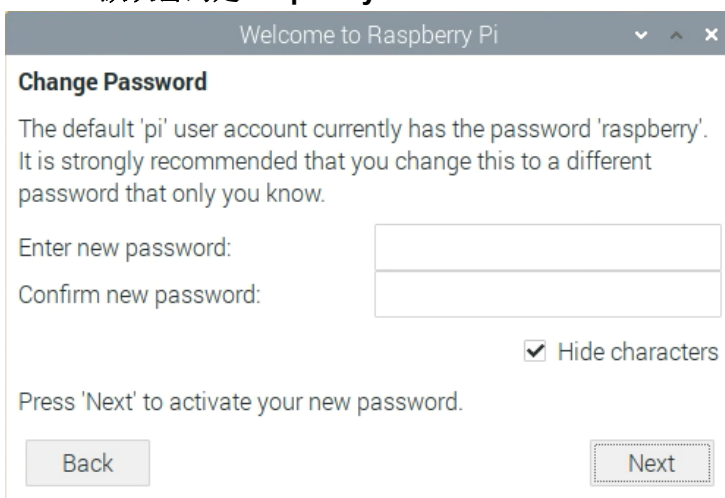 Welcome to Raspberry Pi
Change Password
The default 'pi' user account currently has the password 'raspberry'.
It is strongly recommended that you change this to a different
password that only you know.
Enter new password:
Confirm new password:
Hide characters
Press 'Next' to activate your new password.
Back
Next